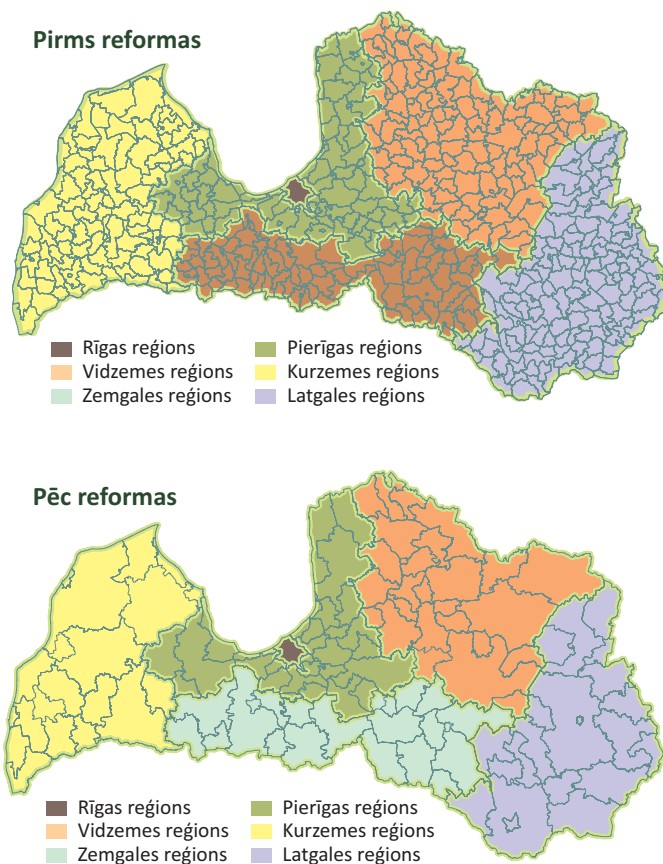 Pirms reformas
Rīgas reģions
Pierīgas reģions
Vidzemes reģions
Kurzemes reģions
Zemgales reģions
Latgales reģions
Pēc reformas
Rīgas reģions
Pierīgas reģions
Vidzemes reģions
Kurzemes reģions
Zemgales reģions
Latgales reģions